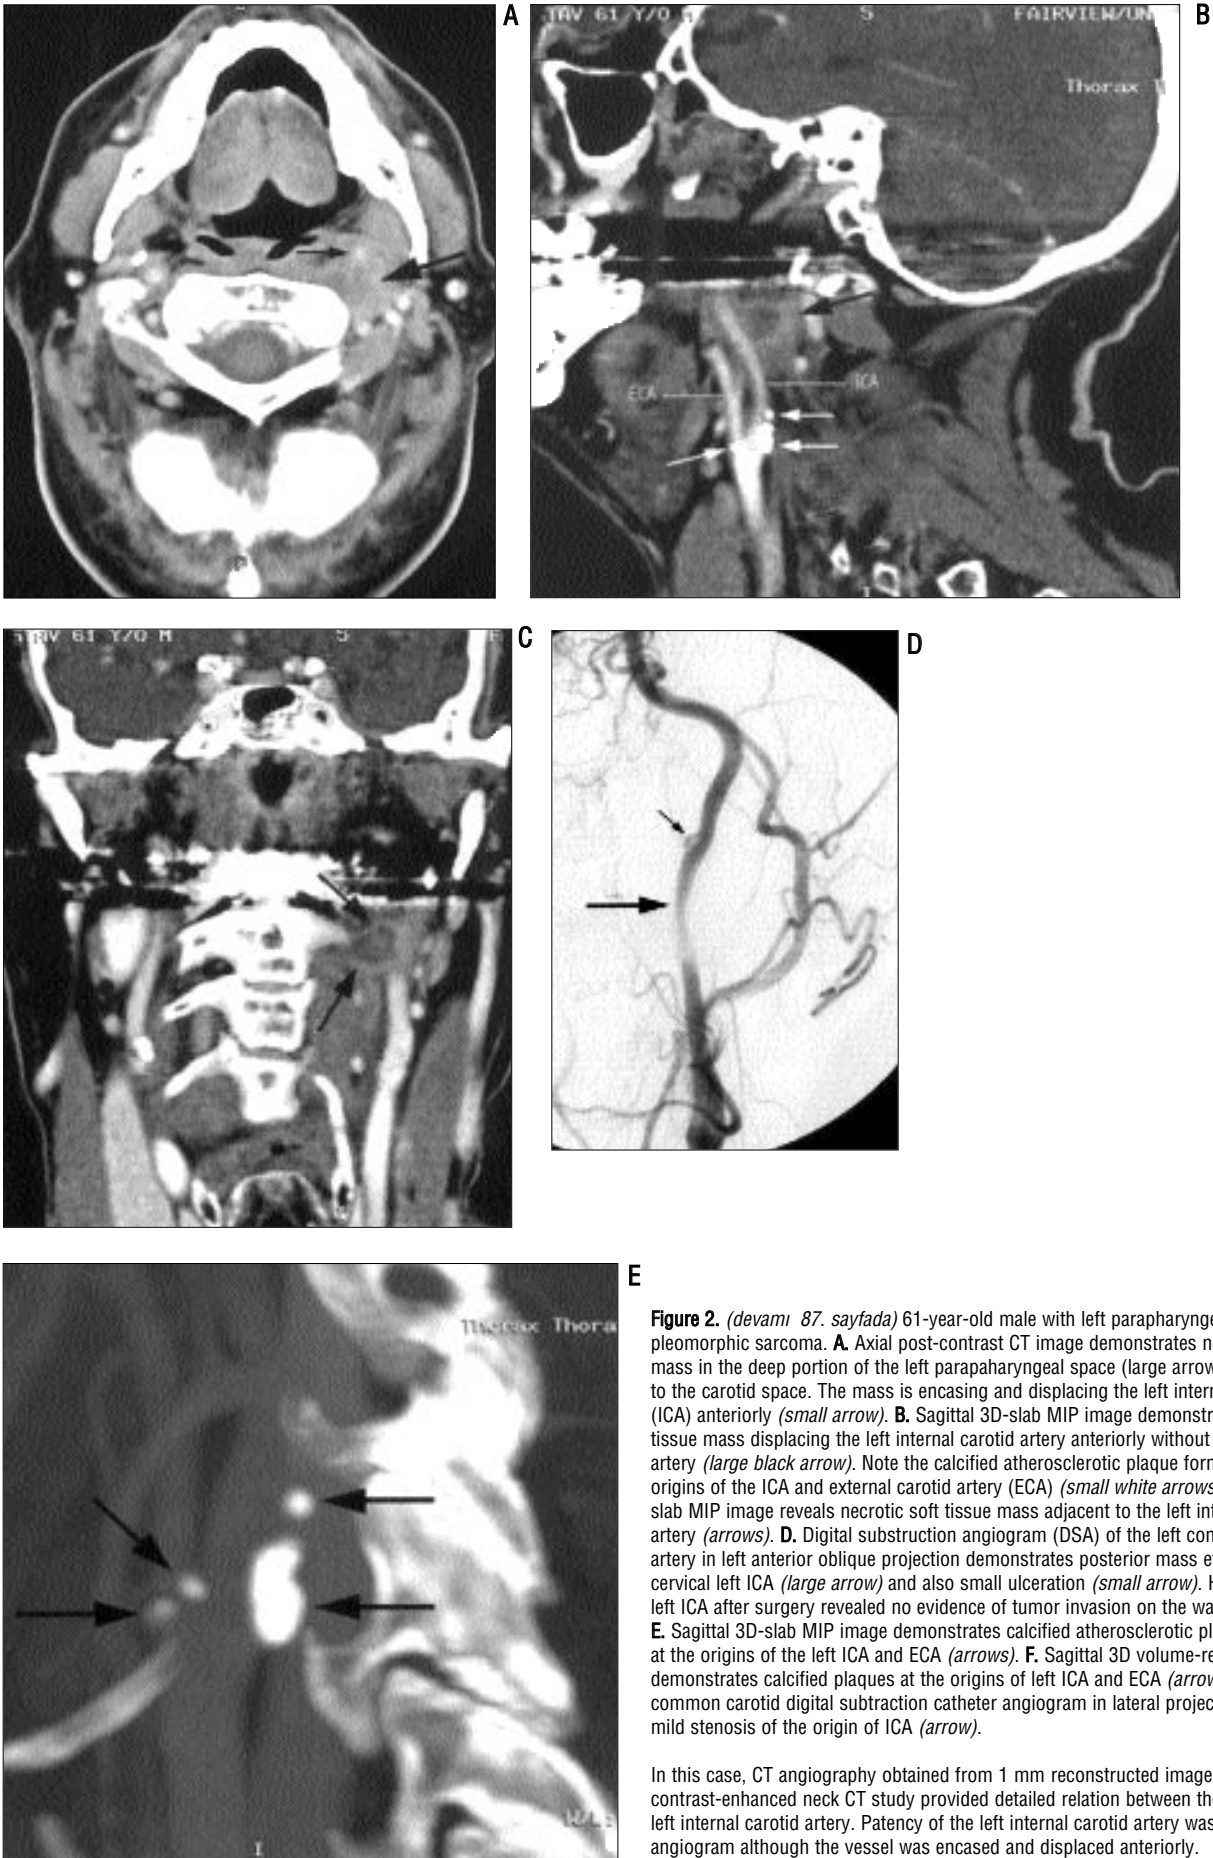 A
B
TAV 61 Y/O M
S
FAIRVIEW/UN
Thorax
ECA
ICA
I
C
TAV 61 Y/O M
S
D
P
E
Thorax Thora
I
Figure 2. (devamı 87. sayfada) 61-year-old male with left parapharynge
pleomorphic sarcoma. A. Axial post-contrast CT image demonstrates n
mass in the deep portion of the left parapaharyngeal space (large arrow
to the carotid space. The mass is encasing and displacing the left intern
(ICA) anteriorly (small arrow). B. Sagittal 3D-slab MIP image demonstr
tissue mass displacing the left internal carotid artery anteriorly without
artery (large black arrow). Note the calcified atherosclerotic plaque form
origins of the ICA and external carotid artery (ECA) (small white arrows
slab MIP image reveals necrotic soft tissue mass adjacent to the left int
artery (arrows). D. Digital substruction angiogram (DSA) of the left con
artery in left anterior oblique projection demonstrates posterior mass e
cervical left ICA (large arrow) and also small ulceration (small arrow). H
left ICA after surgery revealed no evidence of tumor invasion on the wa
E. Sagittal 3D-slab MIP image demonstrates calcified atherosclerotic pl
at the origins of the left ICA and ECA (arrows). F. Sagittal 3D volume-re
demonstrates calcified plaques at the origins of left ICA and ECA (arrow
common carotid digital subtraction catheter angiogram in lateral projec
mild stenosis of the origin of ICA (arrow).
In this case, CT angiography obtained from 1 mm reconstructed image
contrast-enhanced neck CT study provided detailed relation between the
left internal carotid artery. Patency of the left internal carotid artery was
angiogram although the vessel was encased and displaced anteriorly.